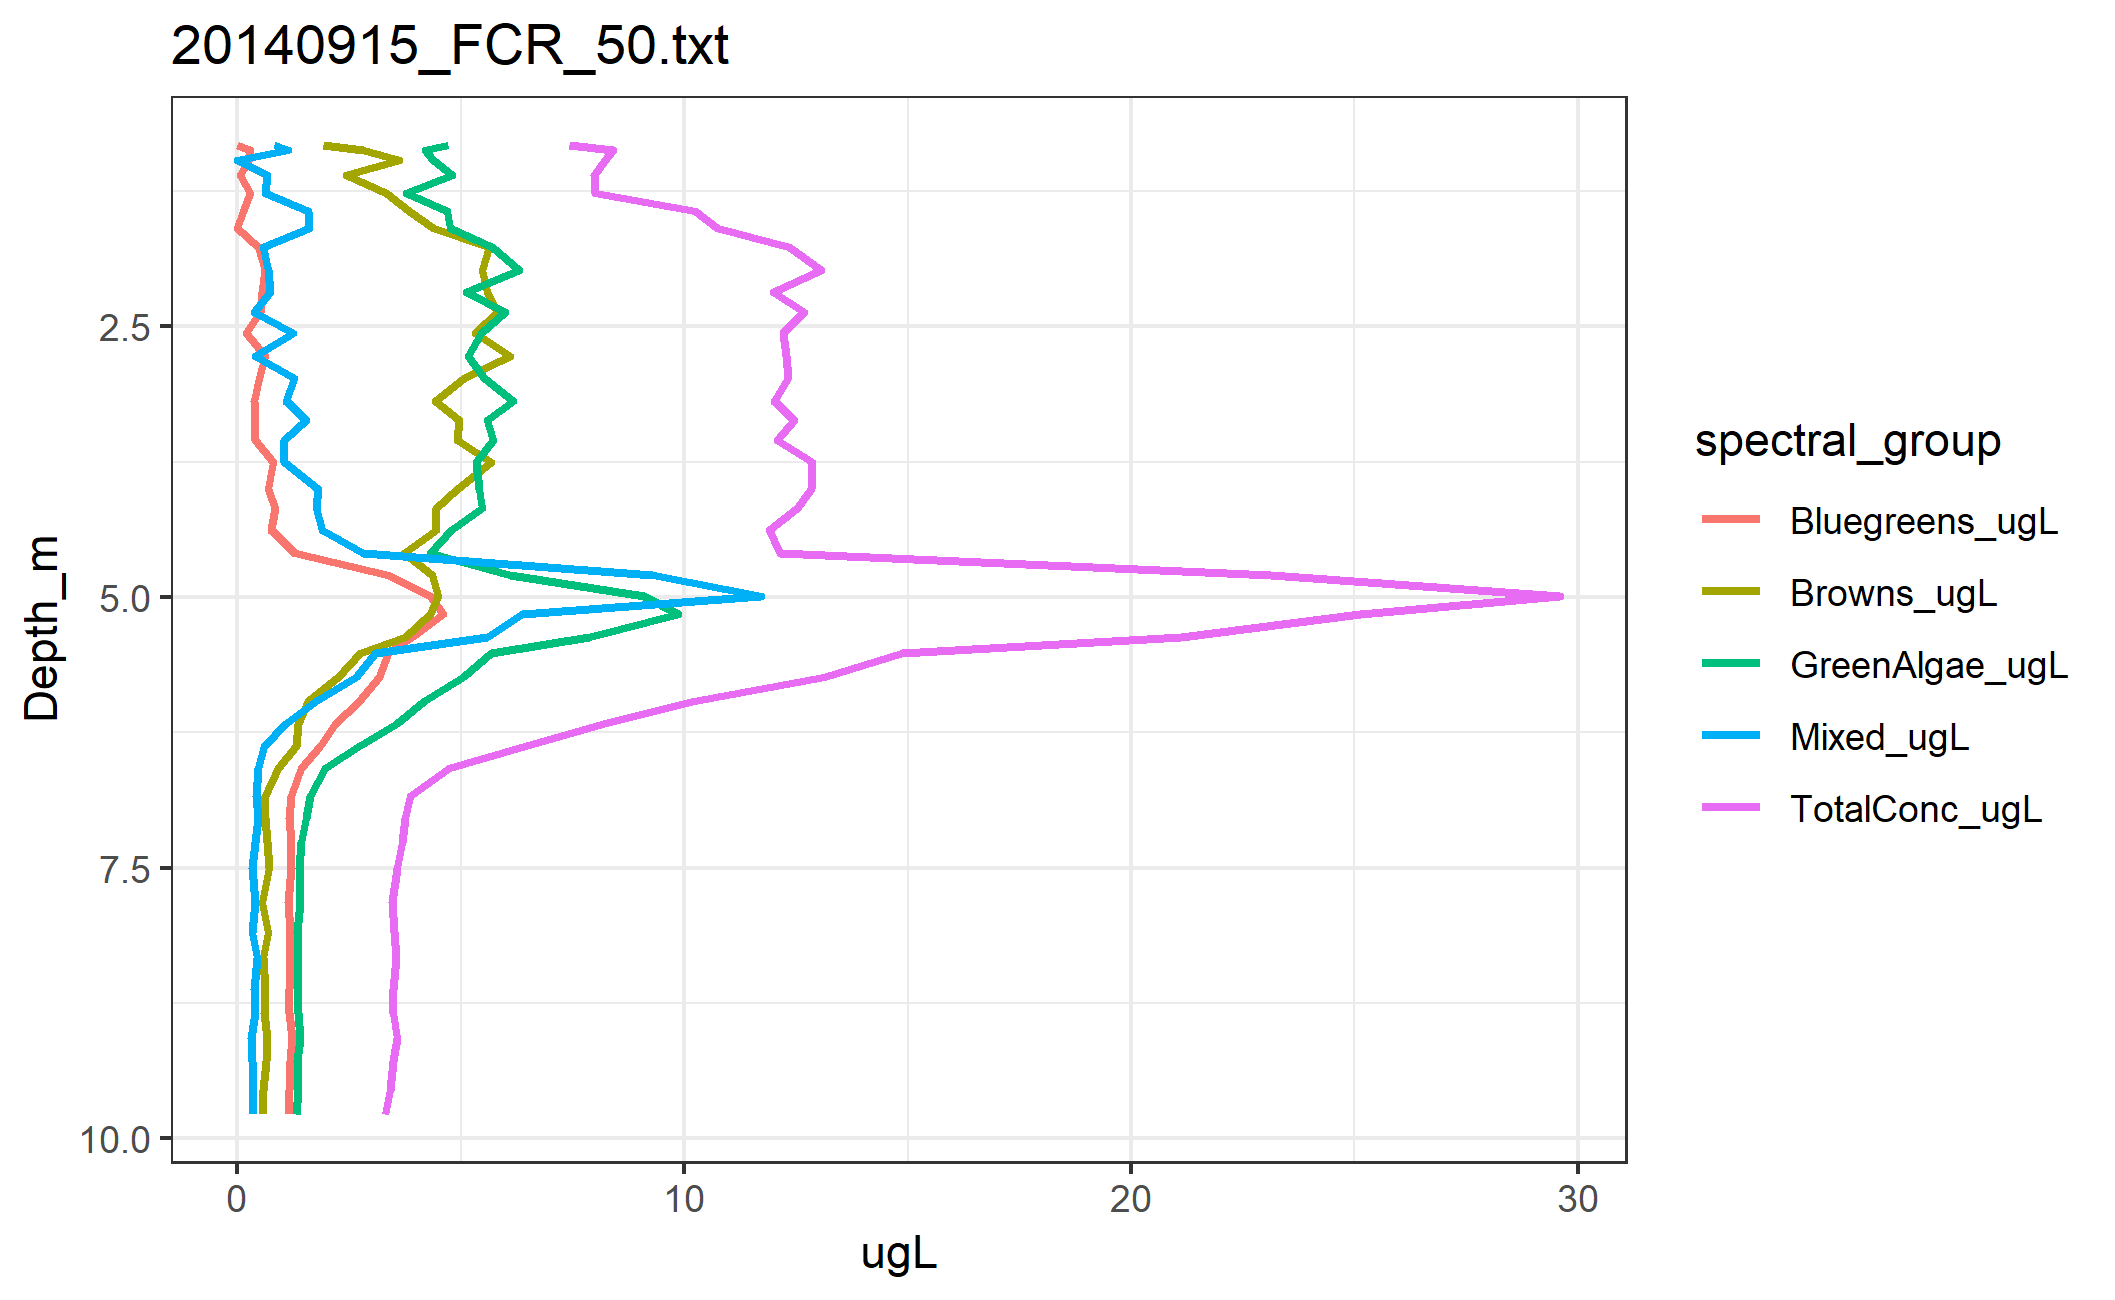 20140915_FCR_50.txt
Depth_m
2.5
5.0
7.5
10.0
0
10
20
30
ugL
spectral_group
Bluegreens_ugL
Browns_ugL
GreenAlgae_ugL
Mixed_ugL
TotalConc_ugL